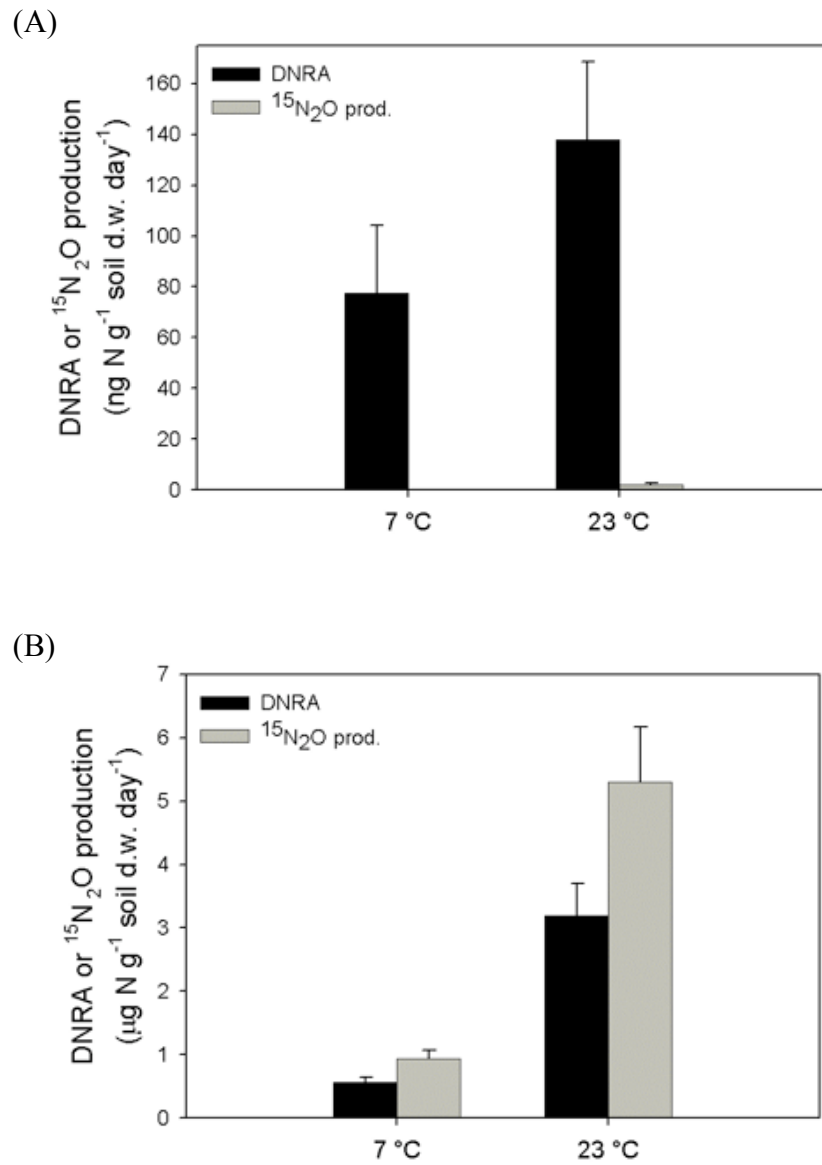 (A)
DNRA or ¹⁵N₂O production
(ng N g⁻¹ soil d.w. day⁻¹)
160
140
120
100
80
60
40
20
0
DNRA
¹⁵N₂O prod.
7 °C
23 °C
(B)
DNRA or ¹⁵N₂O production
(µg N g⁻¹ soil d.w. day⁻¹)
7
6
5
4
3
2
1
0
DNRA
¹⁵N₂O prod.
7 °C
23 °C